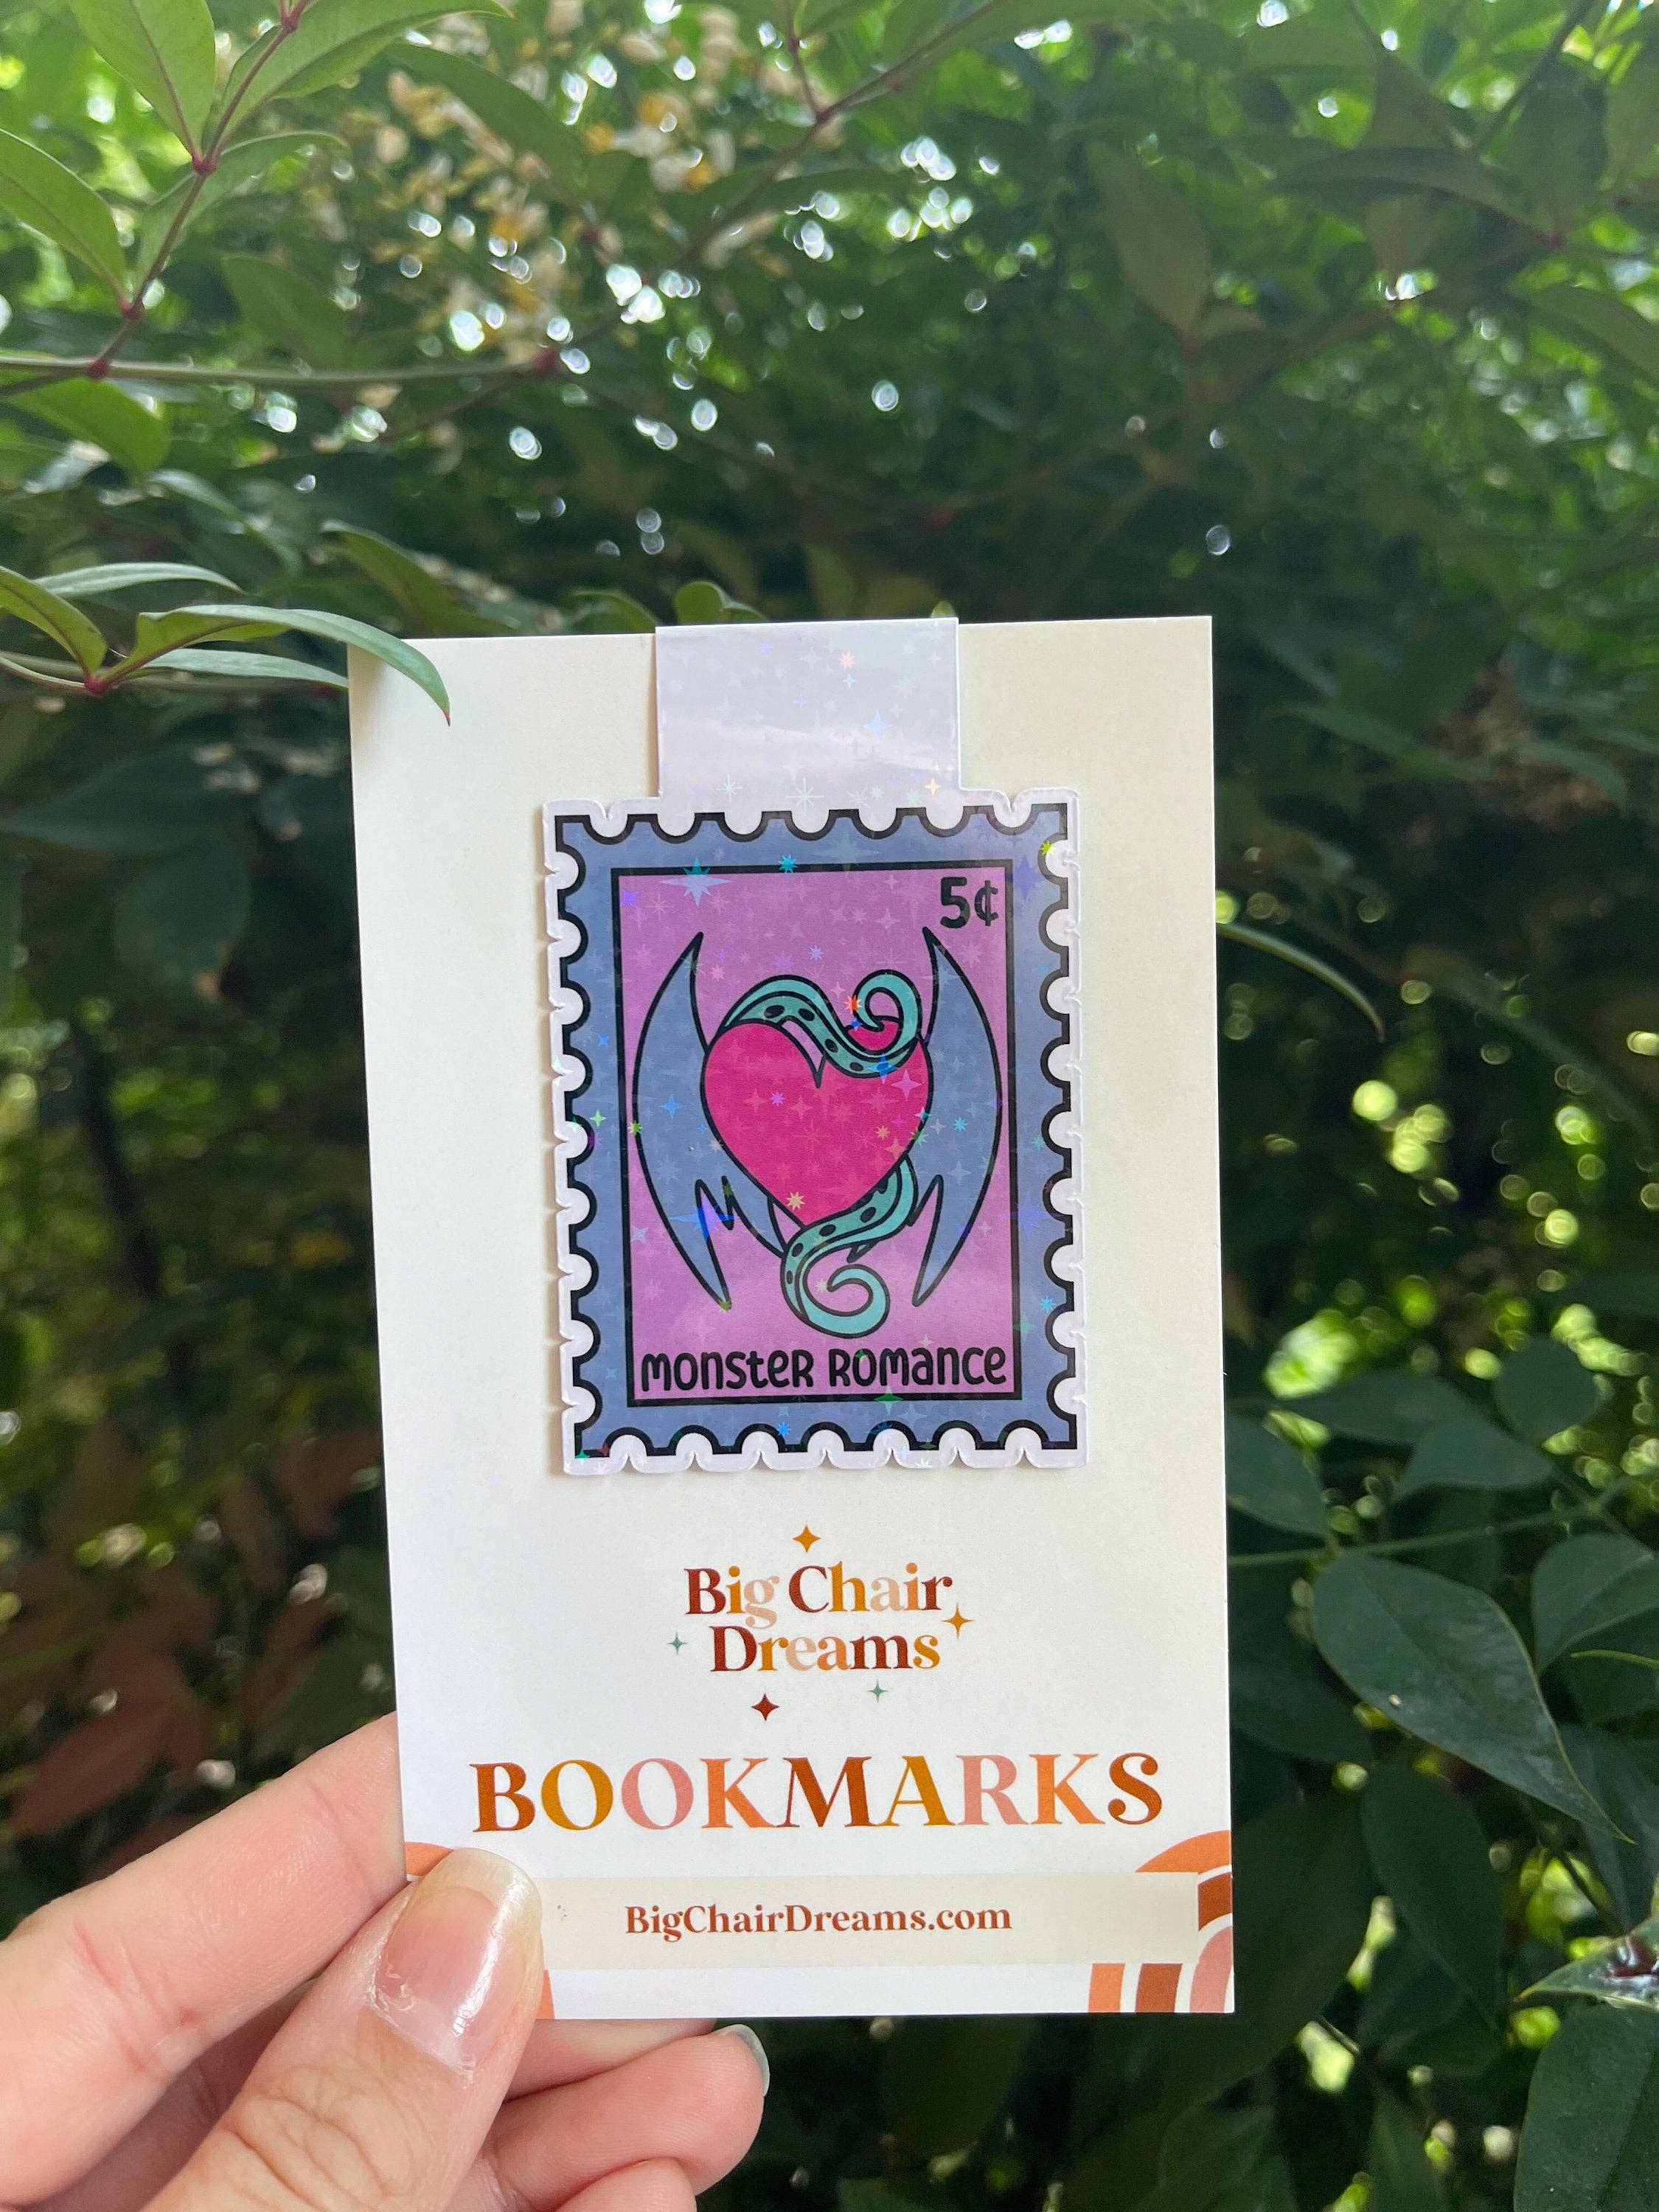 5¢
MONSTER ROMANCE
Big Chair
Dreams
BOOKMARKS
BigChairDreams.com